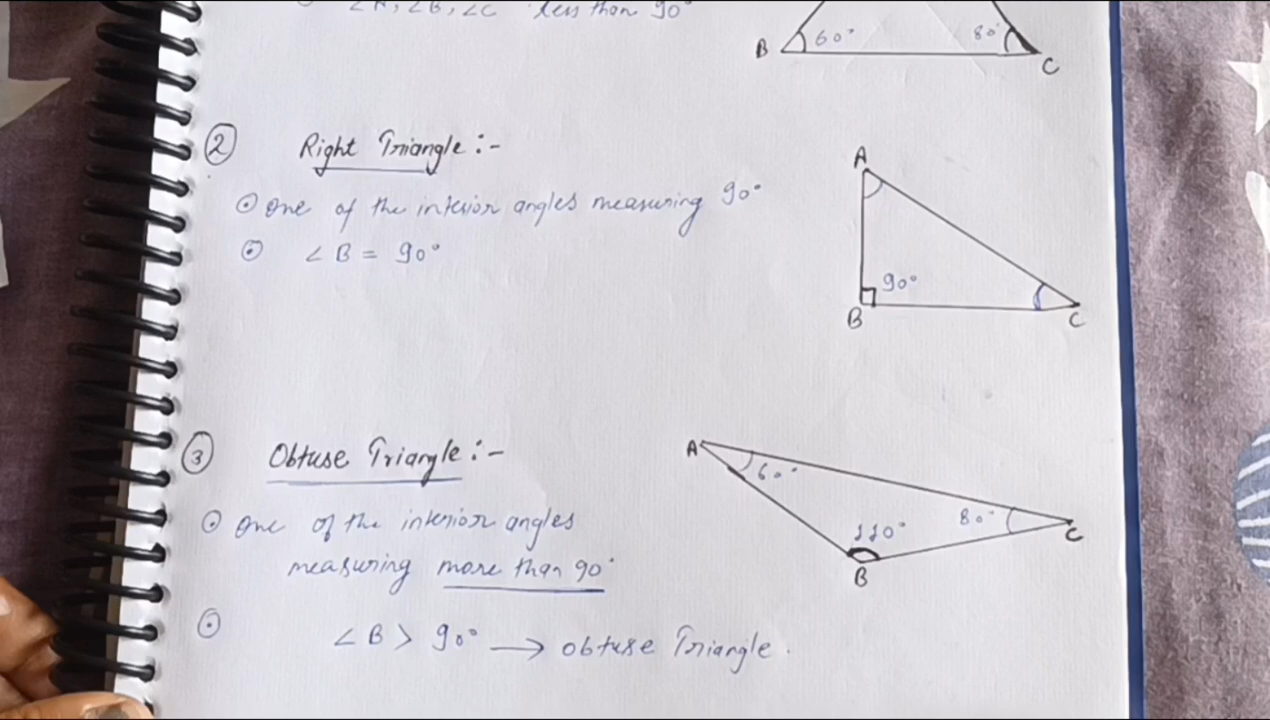 ∠A, ∠B, ∠C less than 90°
B 60° 80° C
② Right Triangle :-
⊙ One of the interior angles measuring 90°
⊙ ∠B = 90°
A
90°
B C
③ Obtuse Triangle :-
⊙ One of the interior angles
measuring more than 90°
⊙ ∠B > 90° → obtuse Triangle.
A
60°
110° 80° C
B